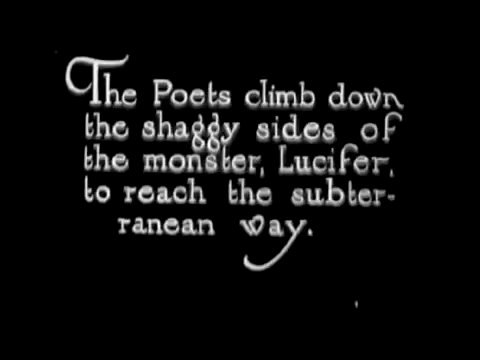 The Poets climb down
the shaggy sides of
the monster, Lucifer,
to reach the subter-
ranean way.